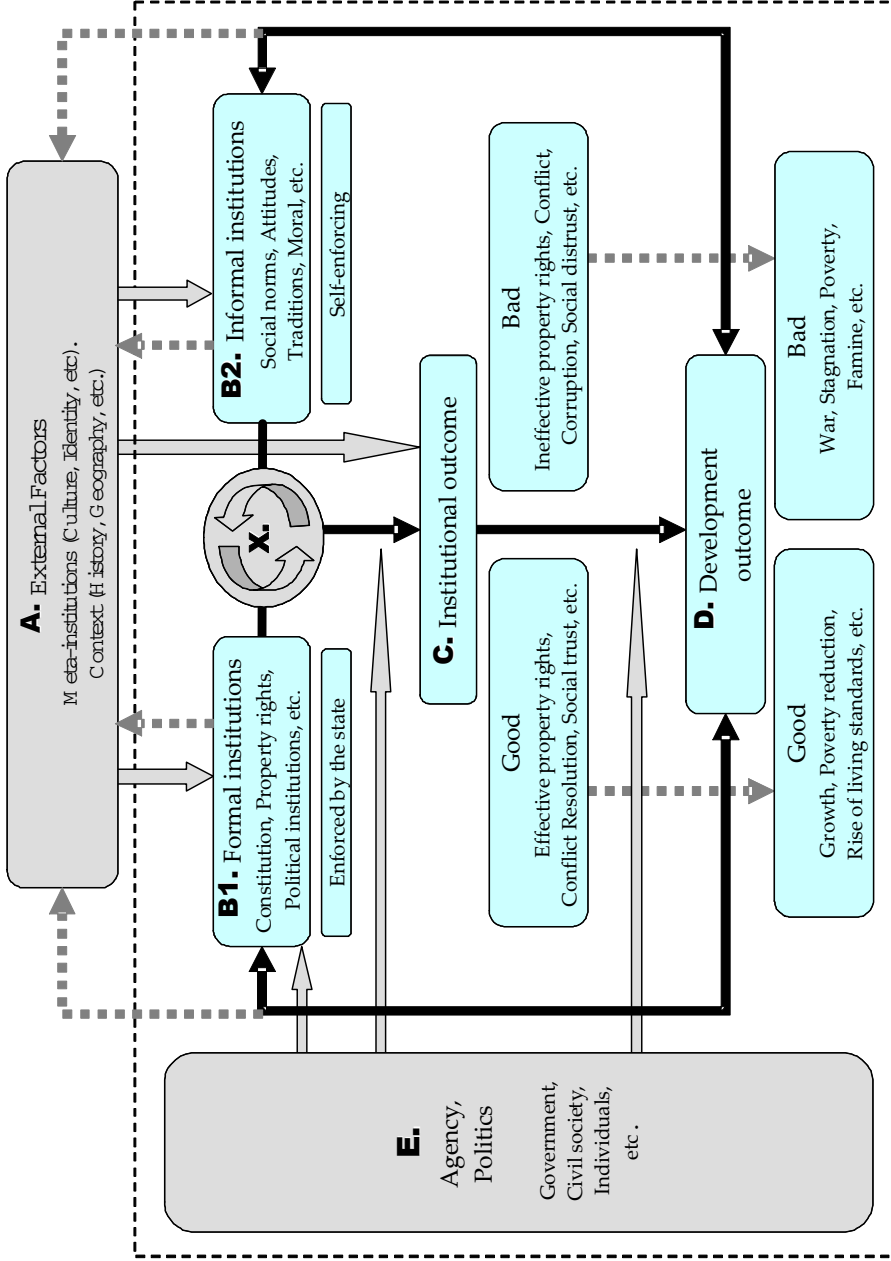 A. External Factors
Meta-institutions (Culture, Identity, etc).
Context (History, Geography, etc.)
B1. Formal institutions
Constitution, Property rights,
Political institutions, etc.
Enforced by the state
X.
B2. Informal institutions
Social norms, Attitudes,
Traditions, Moral, etc.
Self-enforcing
C. Institutional outcome
Good
Effective property rights,
Conflict Resolution, Social trust, etc.
Bad
Ineffective property rights, Conflict,
Corruption, Social distrust, etc.
D. Development
outcome
Good
Growth, Poverty reduction,
Rise of living standards, etc.
Bad
War, Stagnation, Poverty,
Famine, etc.
E.
Agency,
Politics
Government,
Civil society,
Individuals,
etc.